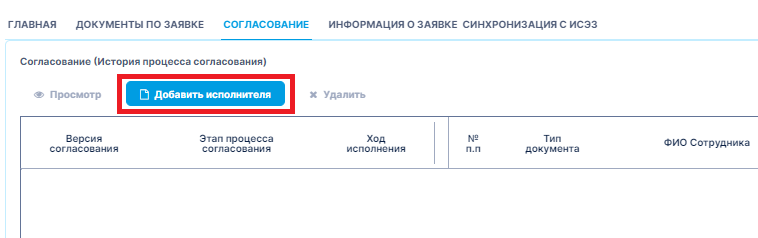 ГЛАВНАЯ ДОКУМЕНТЫ ПО ЗАЯВКЕ СОГЛАСОВАНИЕ ИНФОРМАЦИЯ О ЗАЯВКЕ СИНХРОНИЗАЦИЯ С ИСЭЗ
Согласование (История процесса согласования)
Просмотр Добавить исполнителя Удалить
Версия согласования Этап процесса согласования Ход исполнения № п.п Тип документа ФИО Сотрудника